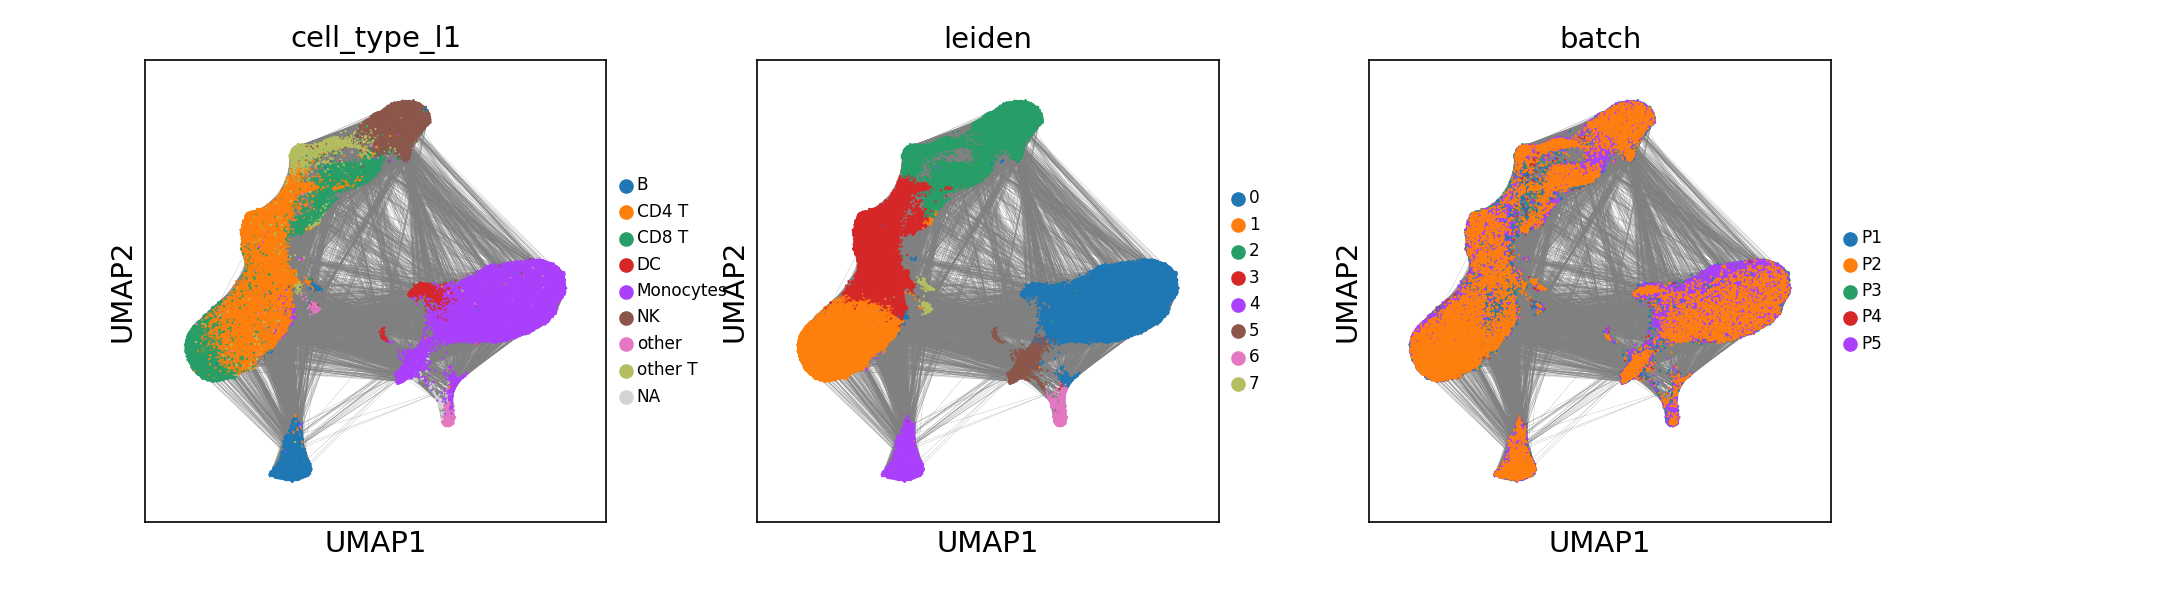 cell_type_l1
UMAP2
UMAP1
B
CD4 T
CD8 T
DC
Monocytes
NK
other
other T
NA
leiden
UMAP2
UMAP1
0
1
2
3
4
5
6
7
batch
UMAP2
UMAP1
P1
P2
P3
P4
P5